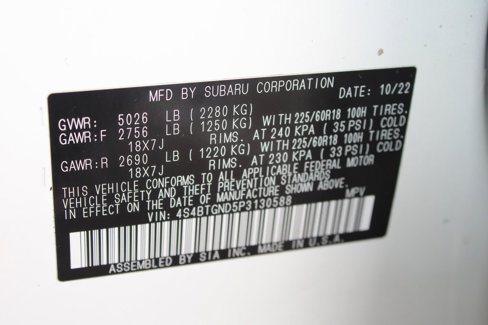 MFD BY SUBARU CORPORATION DATE: 10/22
GVWR: 5026 LB ( 2280 KG)
GAWR:F 2756 LB ( 1250 KG) WITH 225/60R18 100H TIRES.
18X7J RIMS. AT 240 KPA ( 35 PSI) COLD.
GAWR:R 2690 LB ( 1220 KG) WITH 225/60R18 100H TIRES.
18X7J RIMS. AT 230 KPA ( 33 PSI) COLD.
THIS VEHICLE CONFORMS TO ALL APPLICABLE FEDERAL MOTOR
VEHICLE SAFETY AND THEFT PREVENTION STANDARDS
IN EFFECT ON THE DATE OF MANUFACTURE SHOWN ABOVE.
VIN: 4S4BTGND5P3130588 MPV
ASSEMBLED BY SIA INC. MADE IN U.S.A.